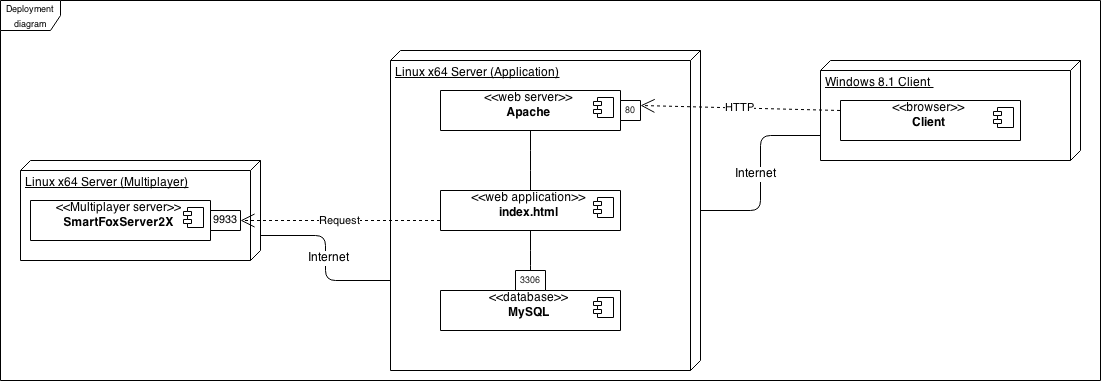 Deployment
diagram
Linux x64 Server (Application)
<<web server>>
Apache
80
HTTP
Windows 8.1 Client
<<browser>>
Client
Internet
Linux x64 Server (Multiplayer)
<<Multiplayer server>>
SmartFoxServer2X
9933
Request
<<web application>>
index.html
Internet
3306
<<database>>
MySQL